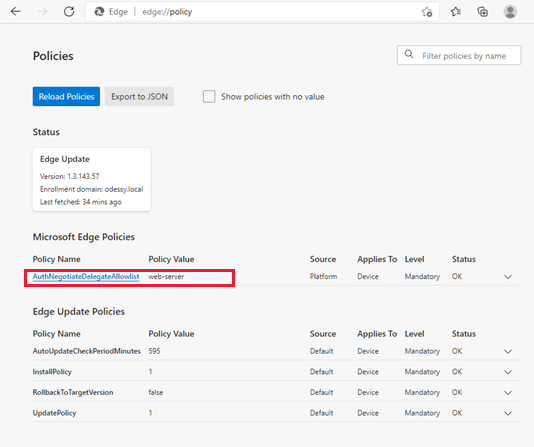 Edge | edge://policy
Policies
Filter policies by name
Reload Policies Export to JSON Show policies with no value
Status
Edge Update
Version: 1.3.143.57
Enrollment domain: odessy.local
Last fetched: 34 mins ago
Microsoft Edge Policies
Policy Name Policy Value Source Applies To Level Status
AuthNegotiateDelegateAllowlist web-server Platform Device Mandatory OK
Edge Update Policies
Policy Name Policy Value Source Applies To Level Status
AutoUpdateCheckPeriodMinutes 595 Default Device Mandatory OK
InstallPolicy 1 Default Device Mandatory OK
RollbackToTargetVersion false Default Device Mandatory OK
UpdatePolicy 1 Default Device Mandatory OK